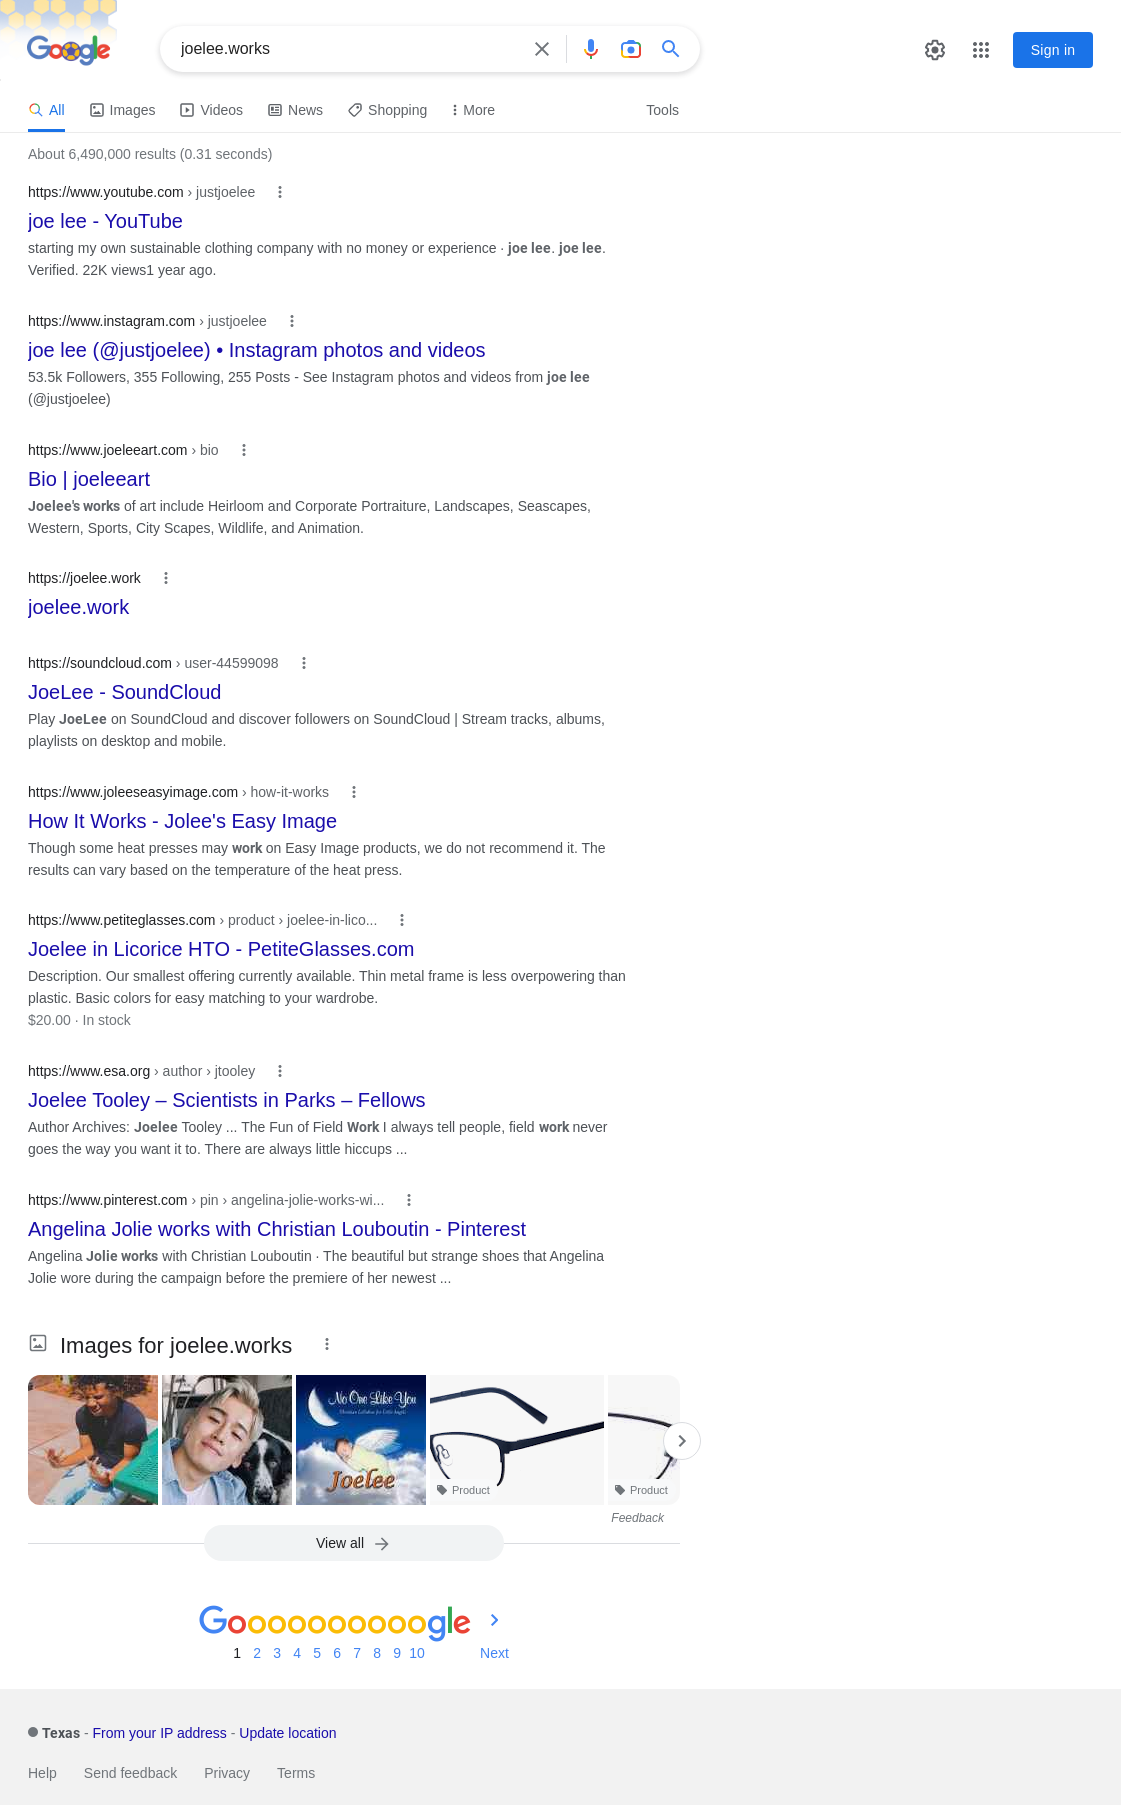 Google
joelee.works
Sign in
All Images Videos News Shopping More Tools
About 6,490,000 results (0.31 seconds)
https://www.youtube.com › justjoelee
joe lee - YouTube
starting my own sustainable clothing company with no money or experience · joe lee. joe lee.
Verified. 22K views1 year ago.
https://www.instagram.com › justjoelee
joe lee (@justjoelee) • Instagram photos and videos
53.5k Followers, 355 Following, 255 Posts - See Instagram photos and videos from joe lee
(@justjoelee)
https://www.joeleeart.com › bio
Bio | joeleeart
Joelee's works of art include Heirloom and Corporate Portraiture, Landscapes, Seascapes,
Western, Sports, City Scapes, Wildlife, and Animation.
https://joelee.work
joelee.work
https://soundcloud.com › user-44599098
JoeLee - SoundCloud
Play JoeLee on SoundCloud and discover followers on SoundCloud | Stream tracks, albums,
playlists on desktop and mobile.
https://www.joleeseasyimage.com › how-it-works
How It Works - Jolee's Easy Image
Though some heat presses may work on Easy Image products, we do not recommend it. The
results can vary based on the temperature of the heat press.
https://www.petiteglasses.com › product › joelee-in-lico...
Joelee in Licorice HTO - PetiteGlasses.com
Description. Our smallest offering currently available. Thin metal frame is less overpowering than
plastic. Basic colors for easy matching to your wardrobe.
$20.00 · In stock
https://www.esa.org › author › jtooley
Joelee Tooley – Scientists in Parks – Fellows
Author Archives: Joelee Tooley ... The Fun of Field Work I always tell people, field work never
goes the way you want it to. There are always little hiccups ...
https://www.pinterest.com › pin › angelina-jolie-works-wi...
Angelina Jolie works with Christian Louboutin - Pinterest
Angelina Jolie works with Christian Louboutin · The beautiful but strange shoes that Angelina
Jolie wore during the campaign before the premiere of her newest ...
Images for joelee.works
No One Like You
Christian Lullabies for Little Angels
Joelee
Product
Product
Feedback
View all
Goooooooooogle
1 2 3 4 5 6 7 8 9 10 Next
Texas - From your IP address - Update location
Help Send feedback Privacy Terms